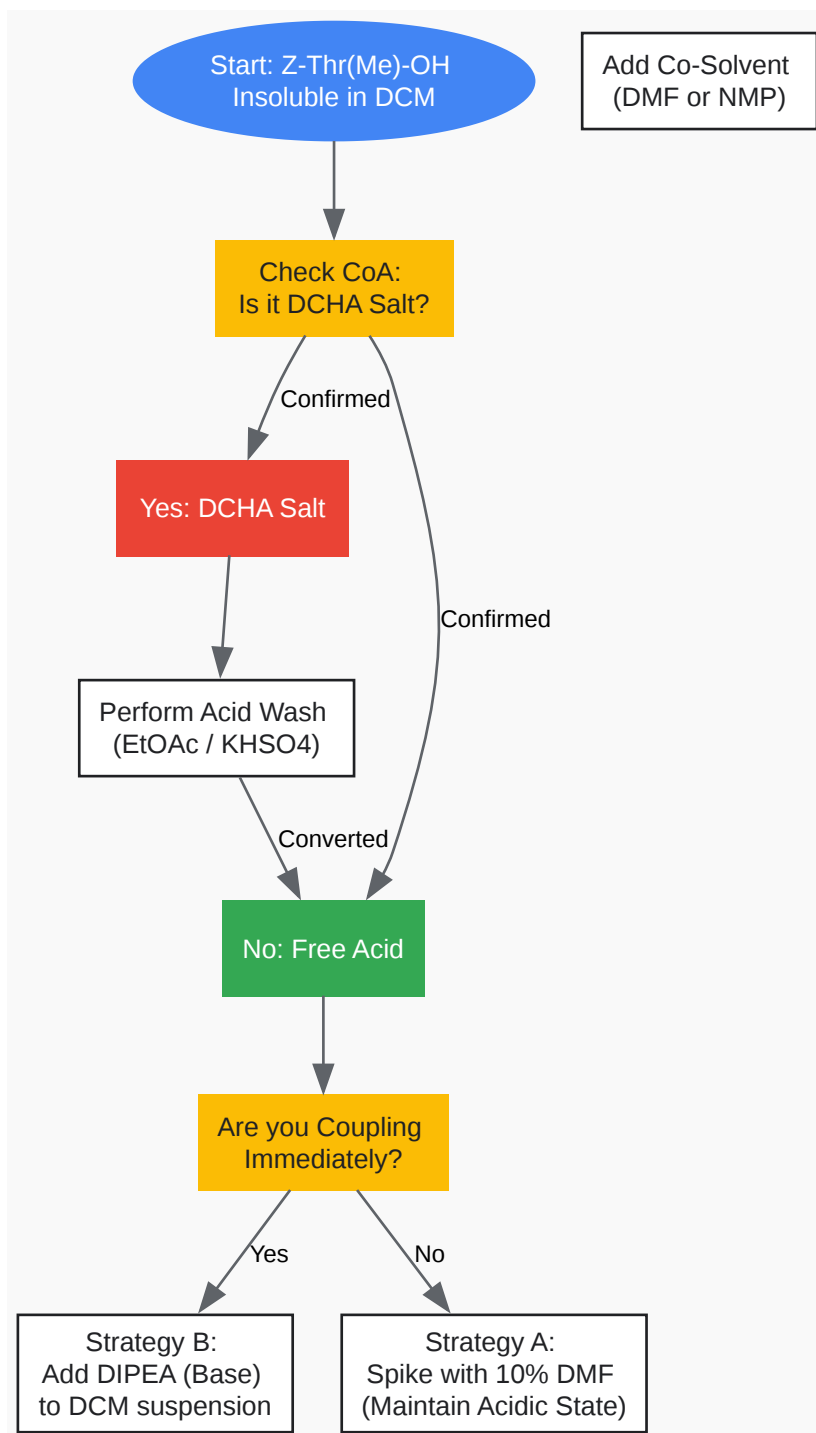 Start: Z-Thr(Me)-OH
Insoluble in DCM
Add Co-Solvent
(DMF or NMP)
Check CoA:
Is it DCHA Salt?
Confirmed
Yes: DCHA Salt
Confirmed
Perform Acid Wash
(EtOAc / KHSO4)
Converted
No: Free Acid
Are you Coupling
Immediately?
Yes
No
Strategy B:
Add DIPEA (Base)
to DCM suspension
Strategy A:
Spike with 10% DMF
(Maintain Acidic State)